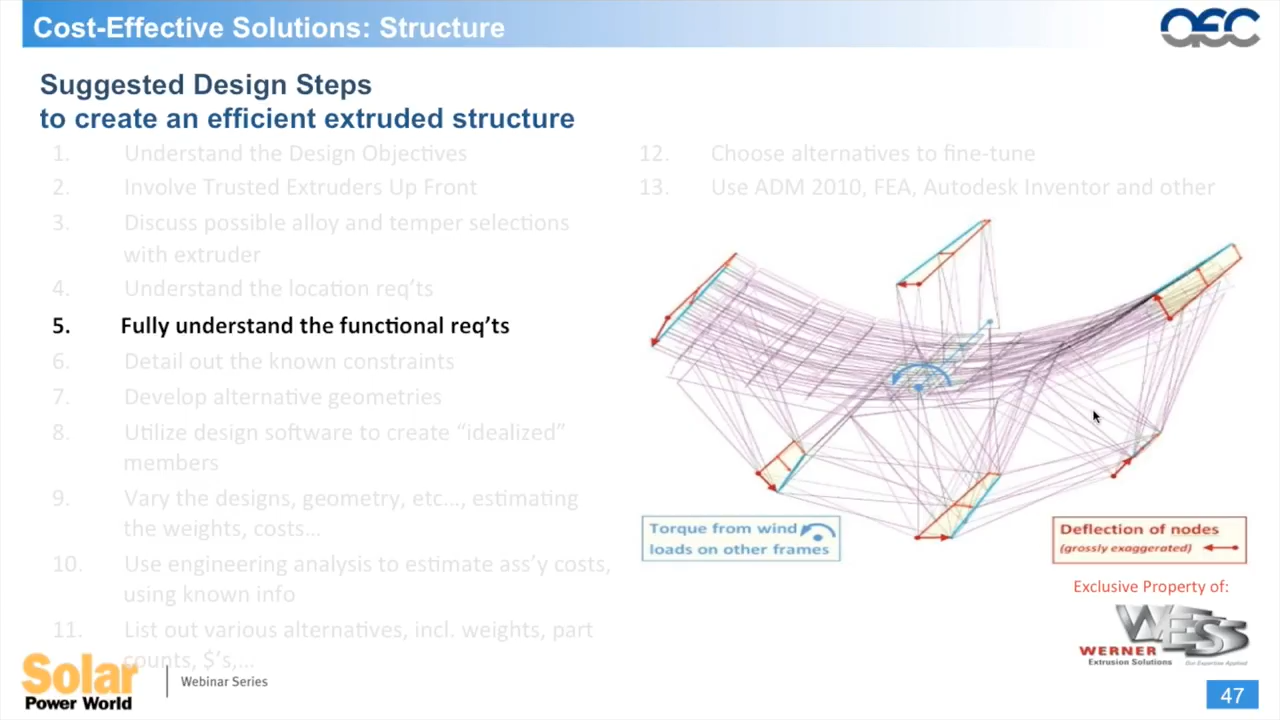 Cost-Effective Solutions: Structure
AEC
Suggested Design Steps
to create an efficient extruded structure
1. Understand the Design Objectives
2. Involve Trusted Extruders Up Front
3. Discuss possible alloy and temper selections
with extruder
4. Understand the location req'ts
5. Fully understand the functional req'ts
6. Detail out the known constraints
7. Develop alternative geometries
8. Utilize design software to create “idealized”
members
9. Vary the designs, geometry, etc…, estimating
the weights, costs…
10. Use engineering analysis to estimate ass'y costs,
using known info
11. List out various alternatives, incl. weights, part
counts, $'s,…
12. Choose alternatives to fine-tune
13. Use ADM 2010, FEA, Autodesk Inventor and other
Torque from wind
loads on other frames
Deflection of nodes
(grossly exaggerated)
Exclusive Property of:
WESS
WERNER
Extrusion Solutions
Our Expertise Applied
Solar
Power World
Webinar Series
47